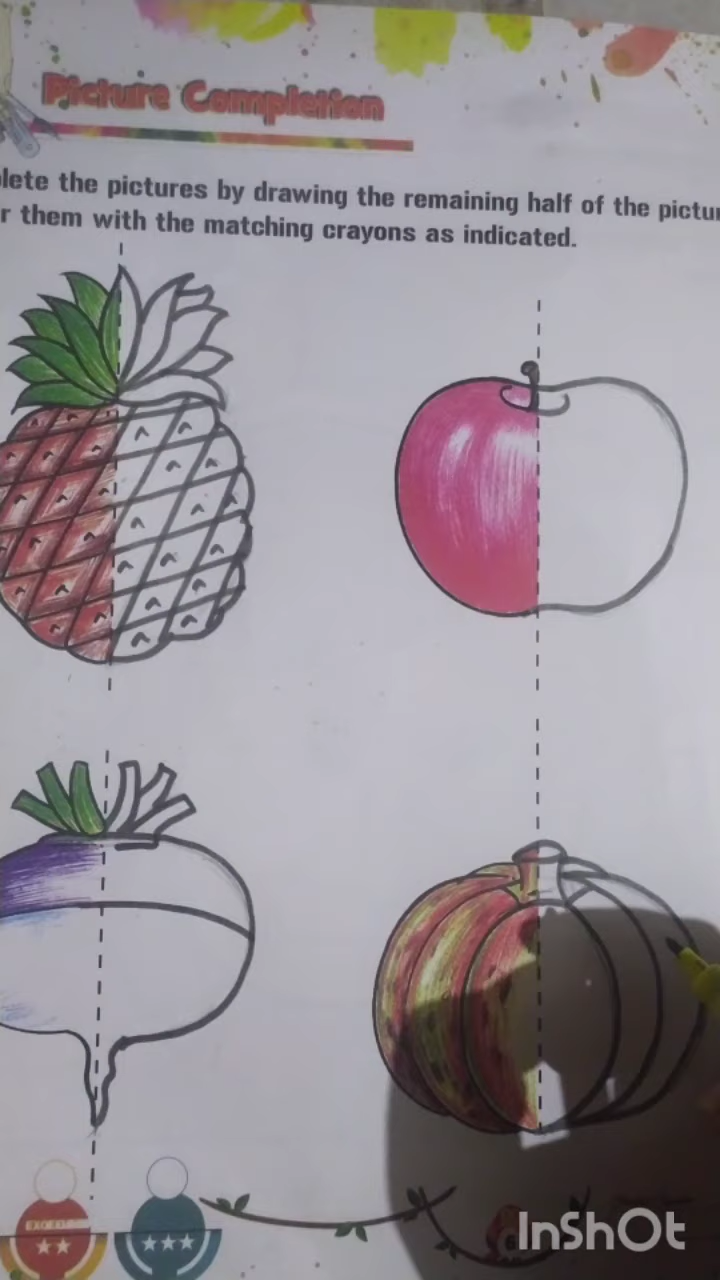 Picture Completion
lete the pictures by drawing the remaining half of the pictur
r them with the matching crayons as indicated.
6
InShOt